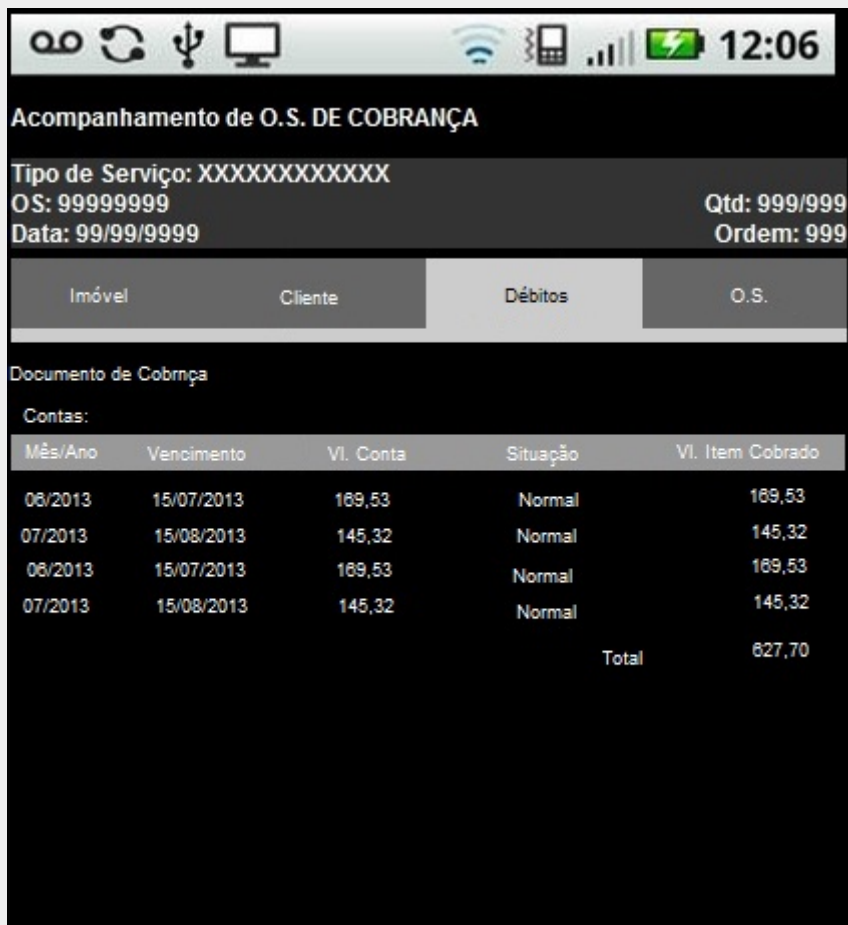 12:06
Acompanhamento de O.S. DE COBRANÇA
Tipo de Serviço: XXXXXXXXXXXX
OS: 99999999 Qtd: 999/999
Data: 99/99/9999 Ordem: 999
Imóvel Cliente Débitos O.S.
Documento de Cobrnça
Contas:
Mês/Ano Vencimento Vl. Conta Situação Vl. Item Cobrado
06/2013 15/07/2013 169,53 Normal 169,53
07/2013 15/08/2013 145,32 Normal 145,32
06/2013 15/07/2013 169,53 Normal 169,53
07/2013 15/08/2013 145,32 Normal 145,32
Total 627,70